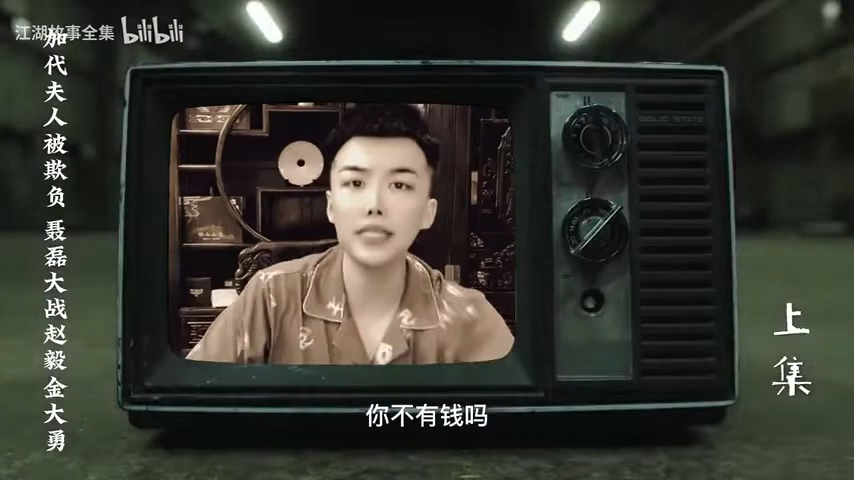 江湖故事全集 bilibili
加代夫人被欺负 聂磊大战赵毅金大勇
SOLID STATE
上集
你不有钱吗